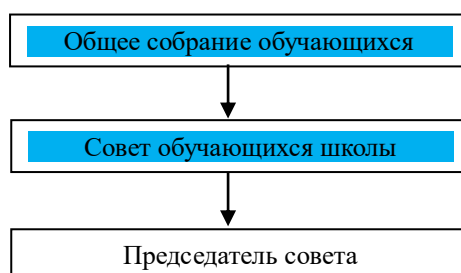 Общее собрание обучающихся
Совет обучающихся школы
Председатель совета